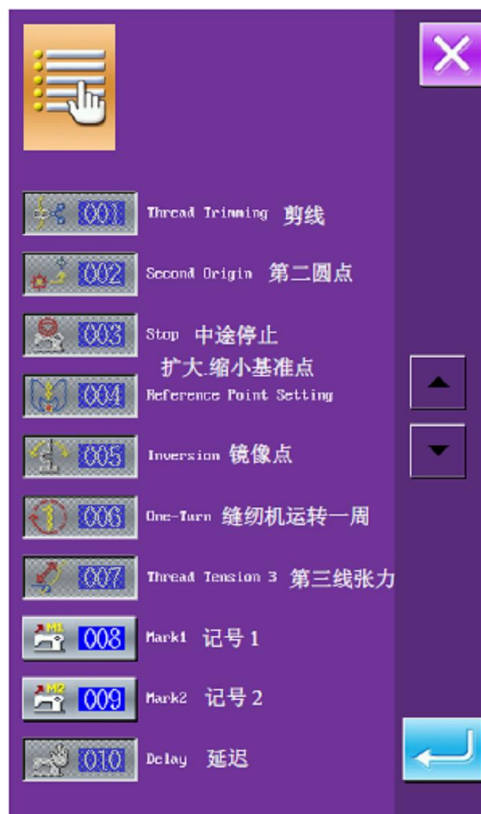 001 Thread Trimming 剪线
002 Second Origin 第二圆点
003 Stop 中途停止
扩大.缩小基准点
004 Reference Point Setting
005 Inversion 镜像点
006 One-Turn 缝纫机运转一周
007 Thread Tension 3 第三线张力
M1 008 Mark1 记号1
M2 009 Mark2 记号2
010 Delay 延迟